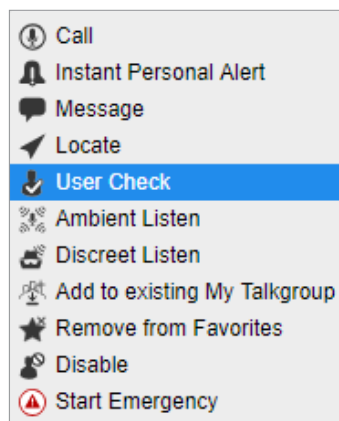 Call
Instant Personal Alert
Message
Locate
User Check
Ambient Listen
Discreet Listen
Add to existing My Talkgroup
Remove from Favorites
Disable
Start Emergency